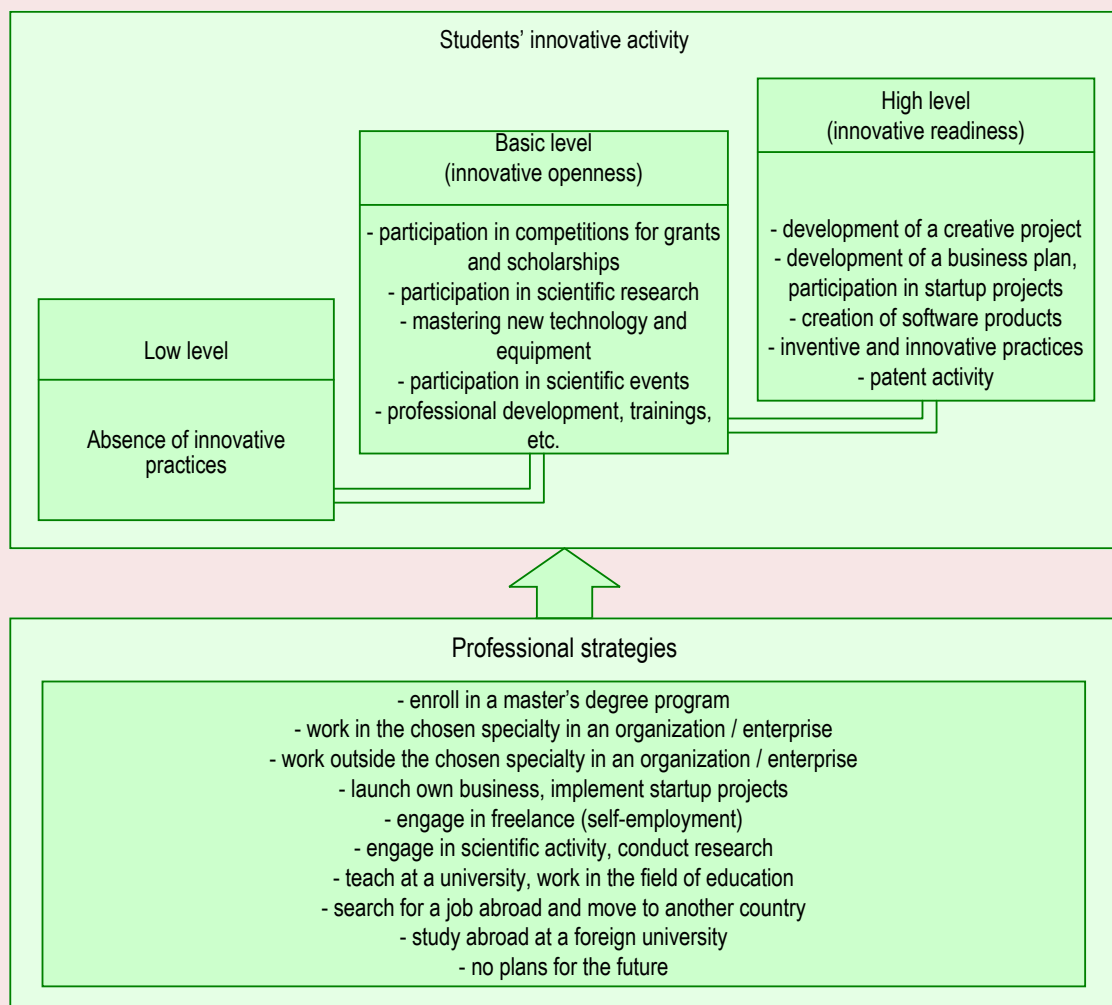 Students’ innovative activity
Low level
Absence of innovative
practices
Basic level
(innovative openness)
- participation in competitions for grants
and scholarships
- participation in scientific research
- mastering new technology and
equipment
- participation in scientific events
- professional development, trainings,
etc.
High level
(innovative readiness)
- development of a creative project
- development of a business plan,
participation in startup projects
- creation of software products
- inventive and innovative practices
- patent activity
Professional strategies
- enroll in a master’s degree program
- work in the chosen specialty in an organization / enterprise
- work outside the chosen specialty in an organization / enterprise
- launch own business, implement startup projects
- engage in freelance (self-employment)
- engage in scientific activity, conduct research
- teach at a university, work in the field of education
- search for a job abroad and move to another country
- study abroad at a foreign university
- no plans for the future